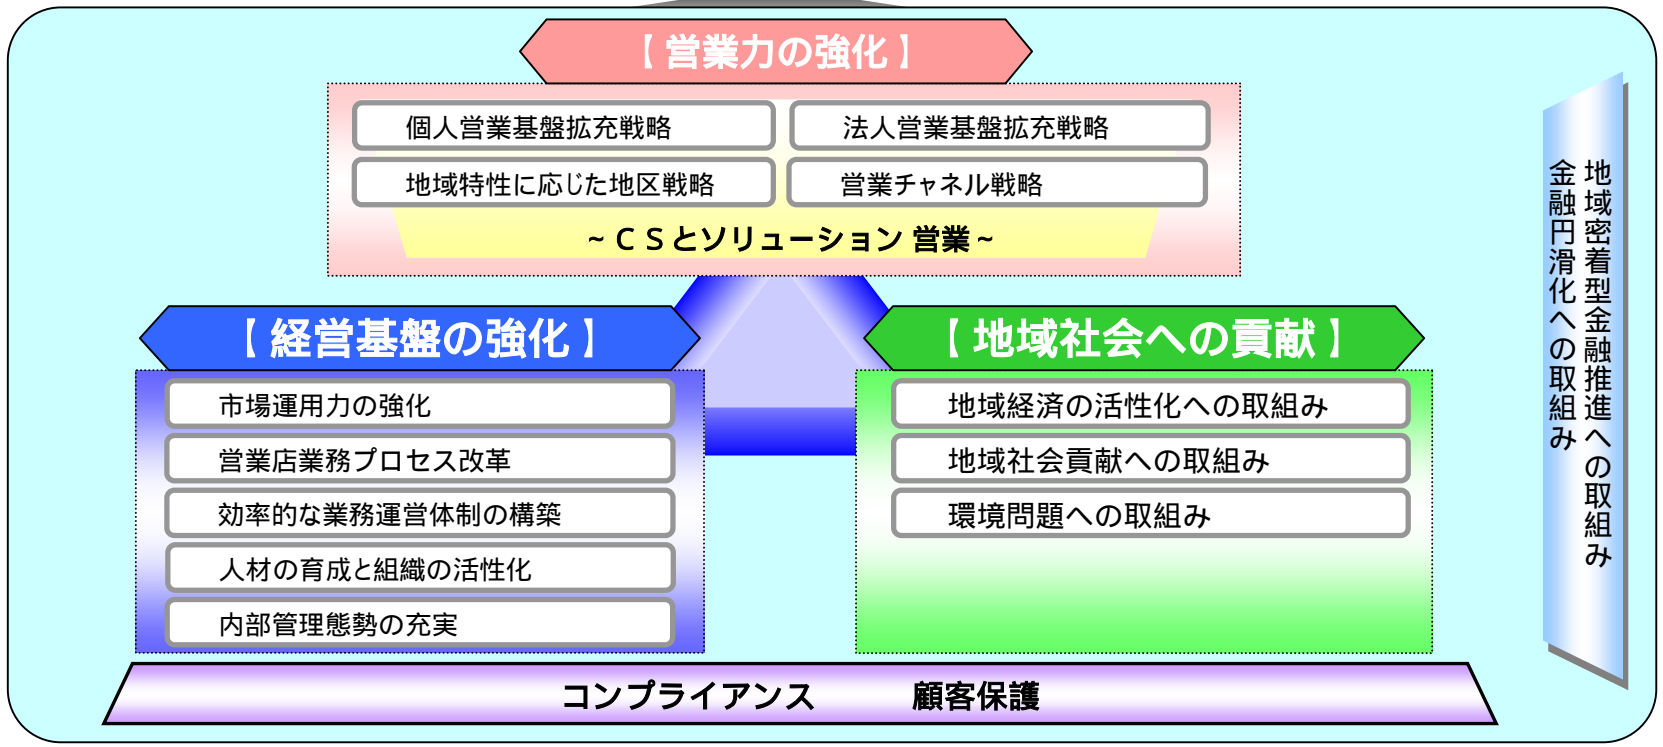 【営業力の強化】
個人営業基盤拡充戦略
法人営業基盤拡充戦略
地域特性に応じた地区戦略
営業チャネル戦略
~ＣＳとソリューション 営業~
【経営基盤の強化】
市場運用力の強化
営業店業務プロセス改革
効率的な業務運営体制の構築
人材の育成と組織の活性化
内部管理態勢の充実
【地域社会への貢献】
地域経済の活性化への取組み
地域社会貢献への取組み
環境問題への取組み
地域密着型金融推進への取組み
金融円滑化への取組み
コンプライアンス 顧客保護